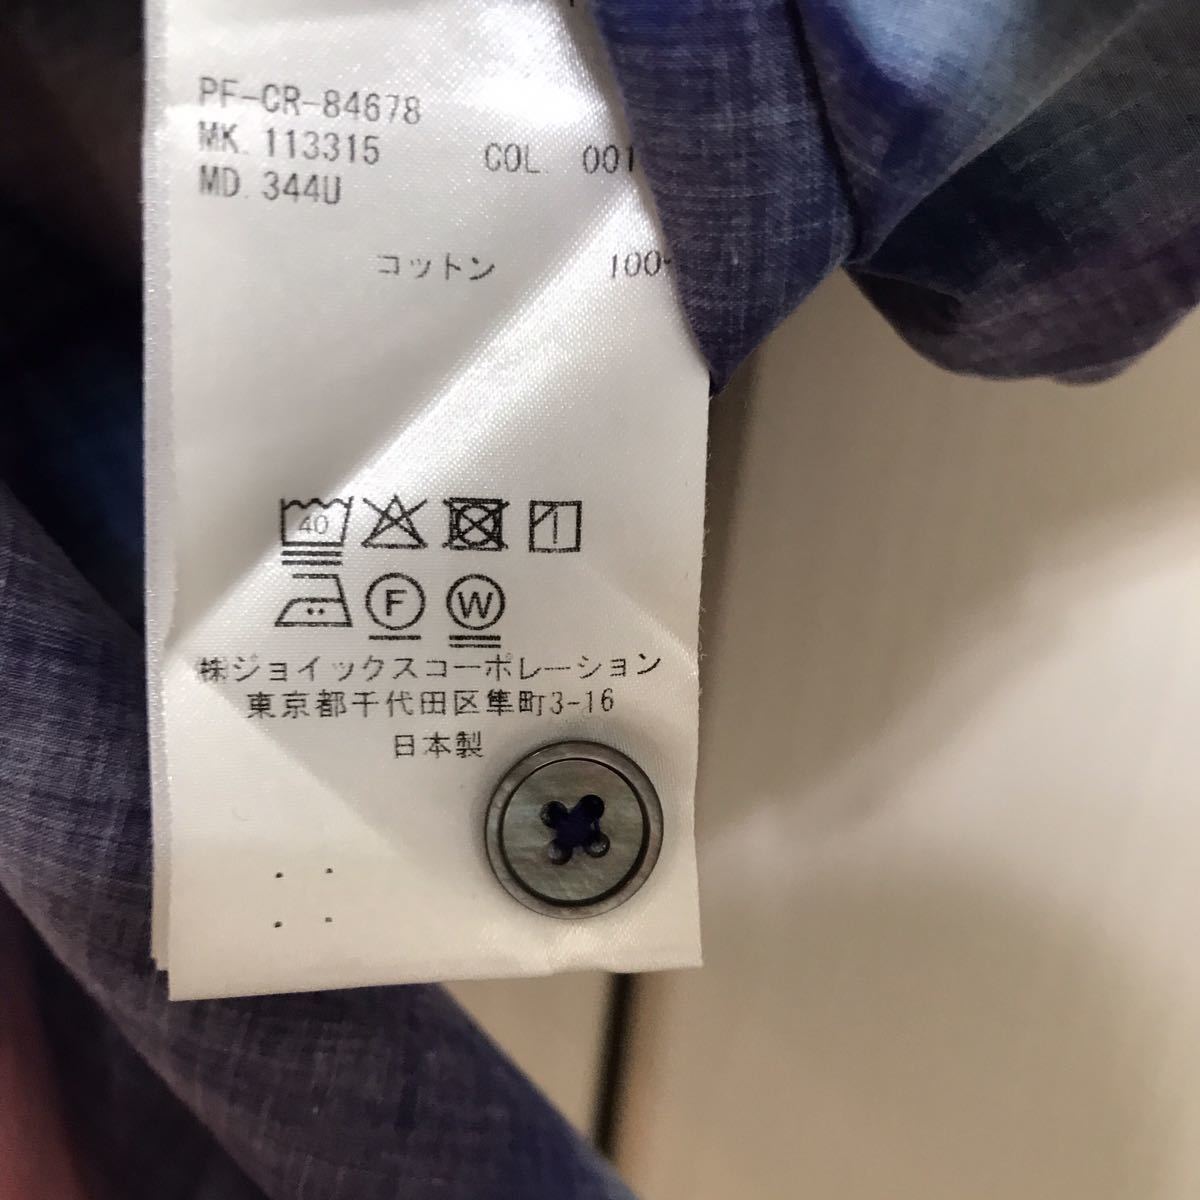 PF-CR-84678
MK. 113315 COL. 001
MD. 344U
コットン 100
40
F W
㈱ジョイックスコーポレーション
東京都千代田区隼町3-16
日本製